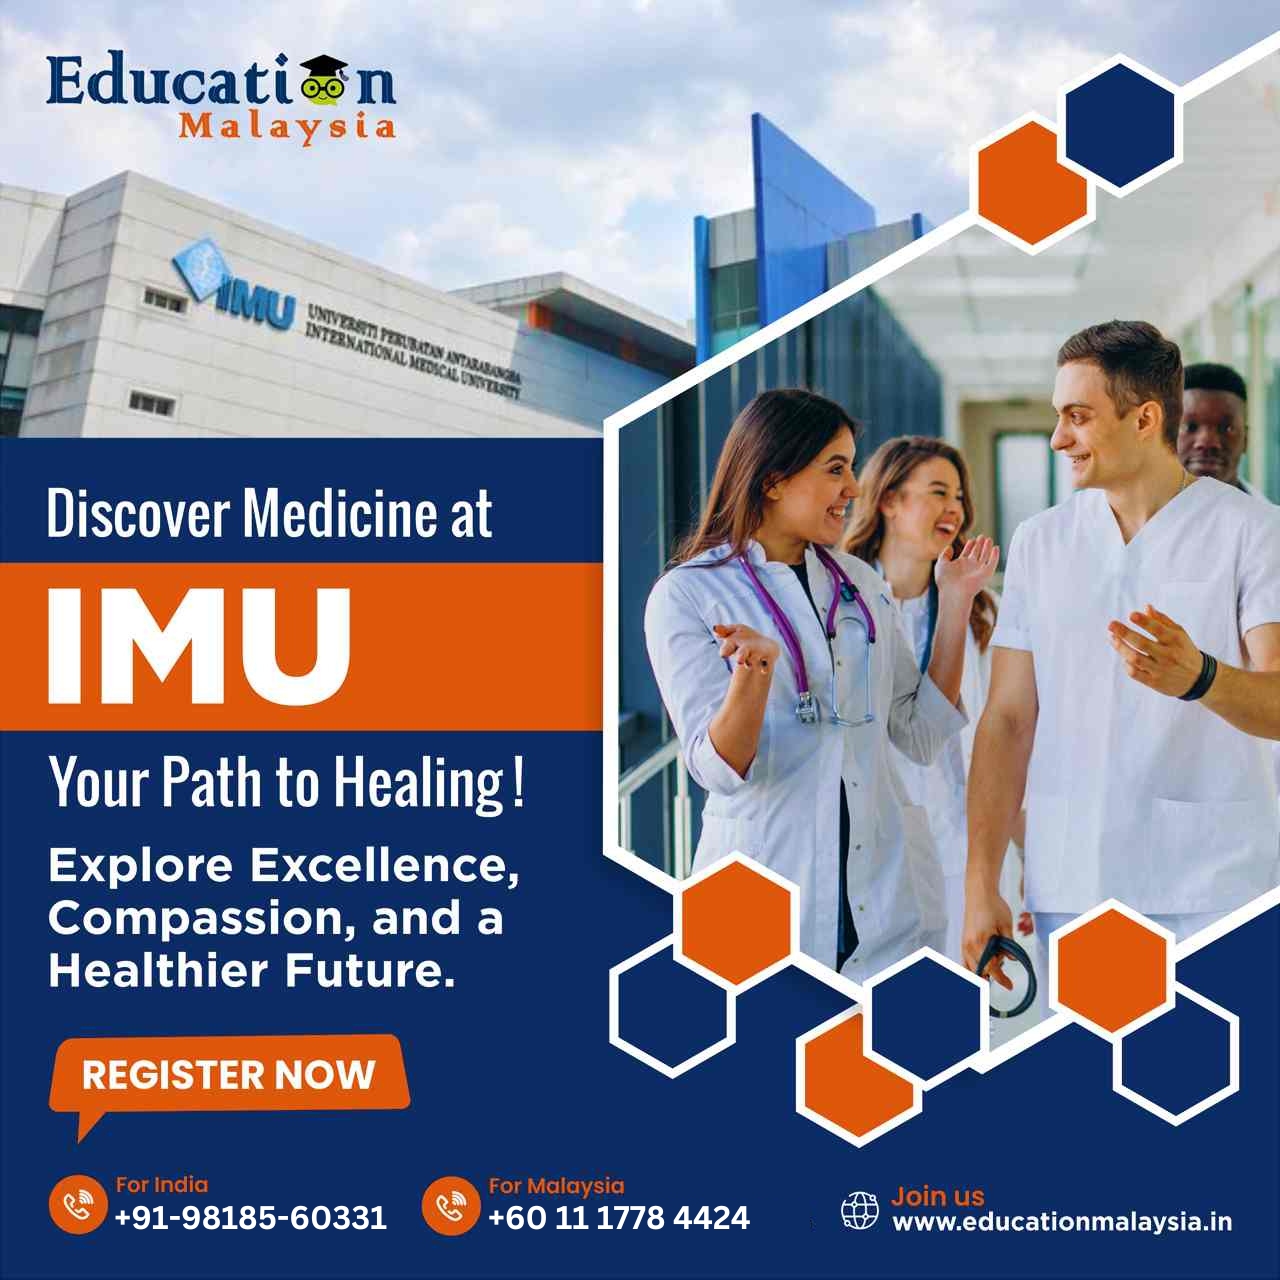 Education
Malaysia
IMU
UNIVERSITI PERUBATAN ANTARABANGSA
INTERNATIONAL MEDICAL UNIVERSITY
Discover Medicine at
IMU
Your Path to Healing!
Explore Excellence,
Compassion, and a
Healthier Future.
REGISTER NOW
For India
+91-98185-60331
For Malaysia
+60 11 1778 4424
Join us
www.educationmalaysia.in